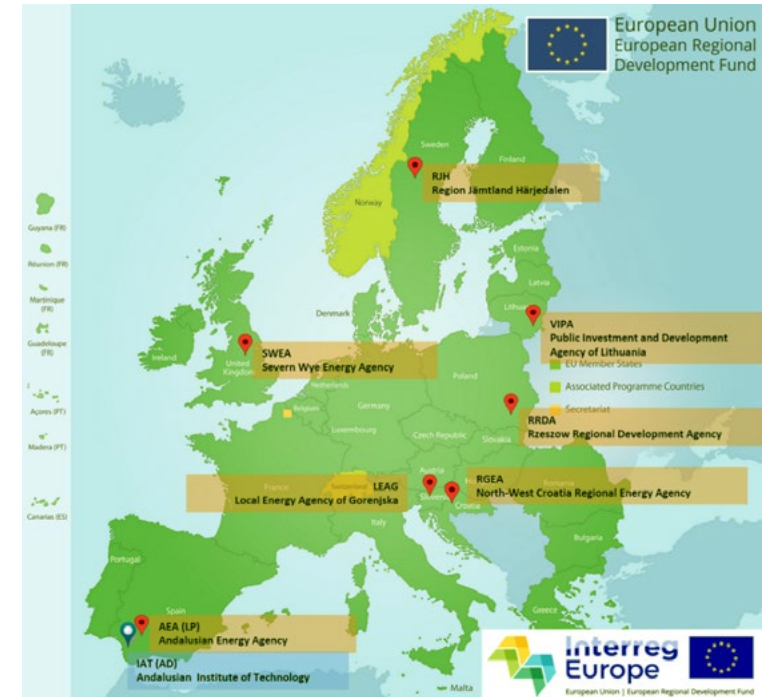 European Union
European Regional
Development Fund
Sweden
Finland
RJH
Region Jämtland Härjedalen
Norway
Guyana (FR)
Réunion (FR)
Martinique
(FR)
Guadeloupe
(FR)
Açores (PT)
Madera (PT)
Canarias (ES)
Estonia
Latvia
Denmark
VIPA
Public Investment and Development
Agency of Lithuania
EU Member States
Associated Programme Countries
Secretariat
Ireland
United
Kingdom
SWEA
Severn Wye Energy Agency
Netherlands
Poland
Belgium
Germany
RRDA
Rzeszow Regional Development Agency
Luxembourg
Czech Republic
Slovakia
Austria
France
Switzerland
LEAG
Local Energy Agency of Gorenjska
RGEA
North-West Croatia Regional Energy Agency
Romania
Croatia
Italy
Bulgaria
Portugal
Spain
Greece
AEA (LP)
Andalusian Energy Agency
IAT (AD)
Andalusian Institute of Technology
Malta
Interreg
Europe
European Union | European Regional Development Fund